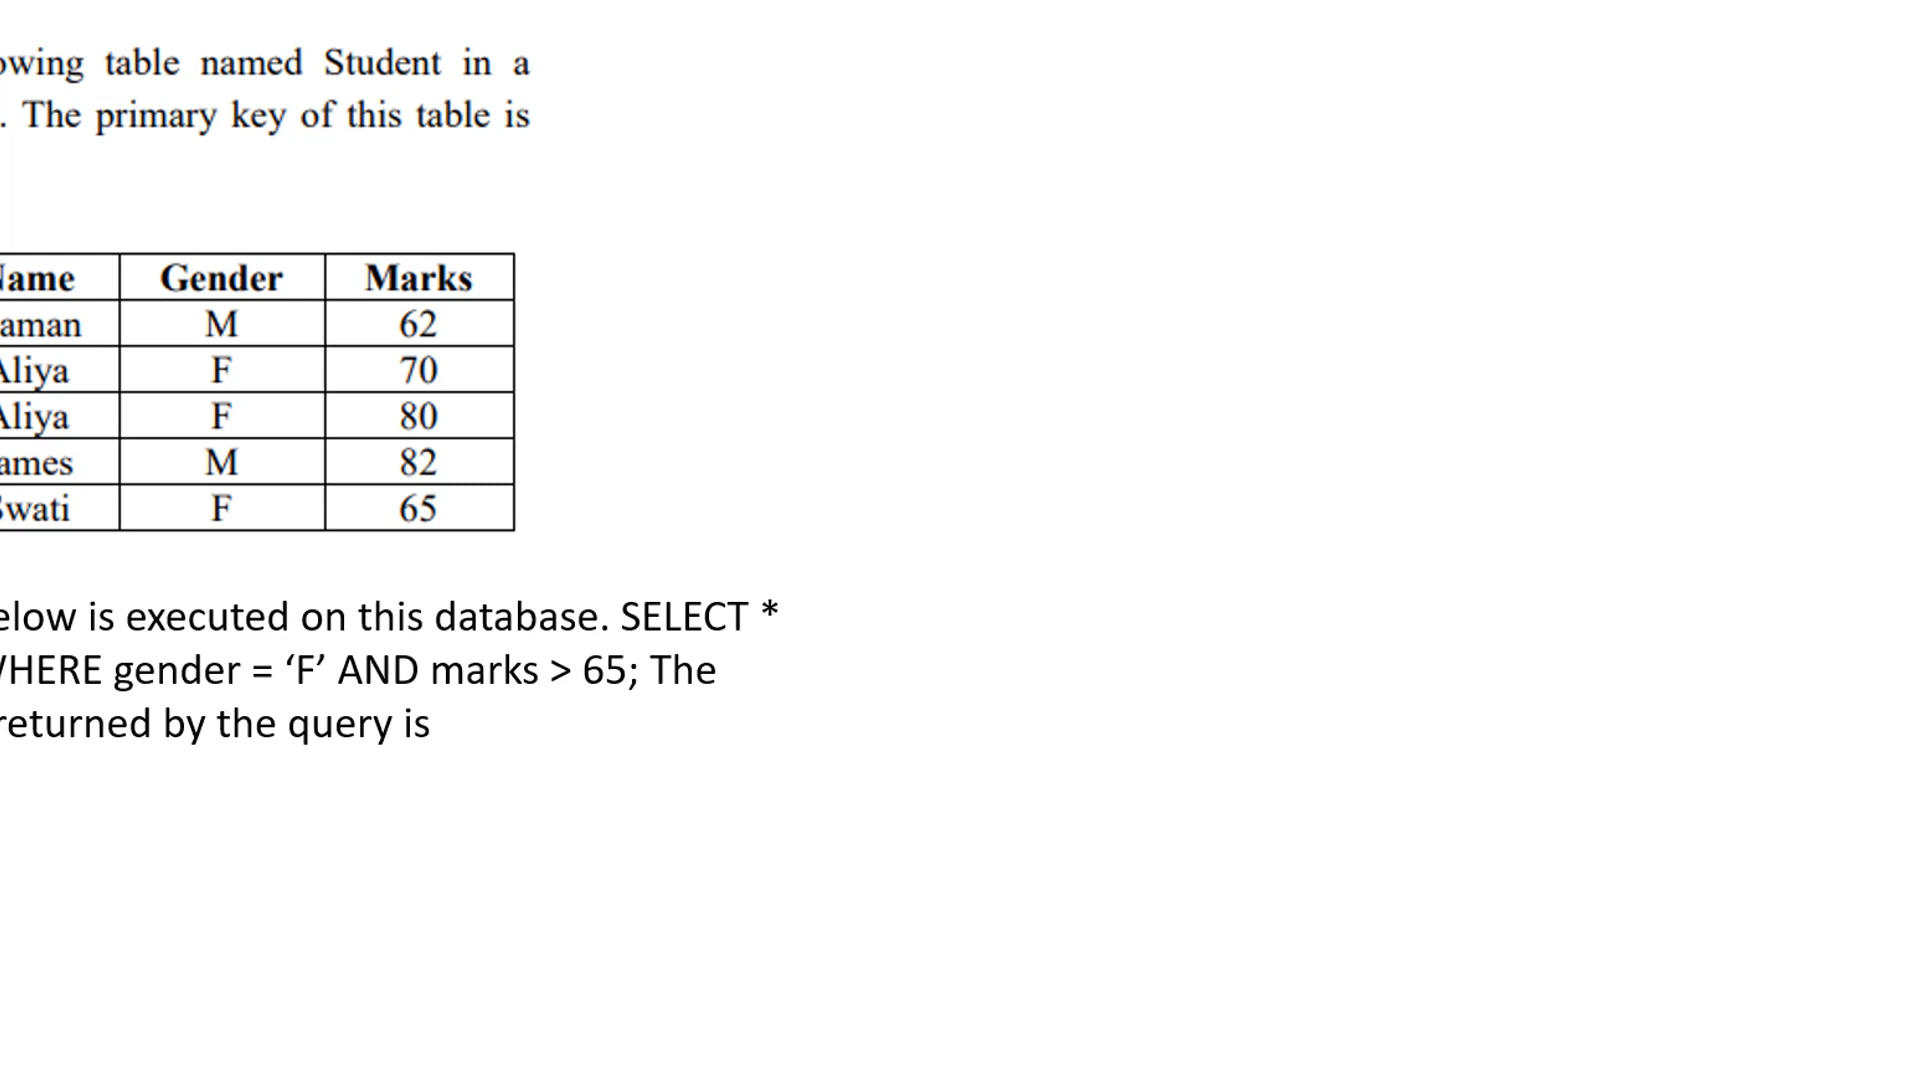 owing table named Student in a
. The primary key of this table is
ame Gender Marks
aman M 62
Aliya F 70
Aliya F 80
ames M 82
Swati F 65
elow is executed on this database. SELECT *
WHERE gender = ‘F’ AND marks > 65; The
returned by the query is